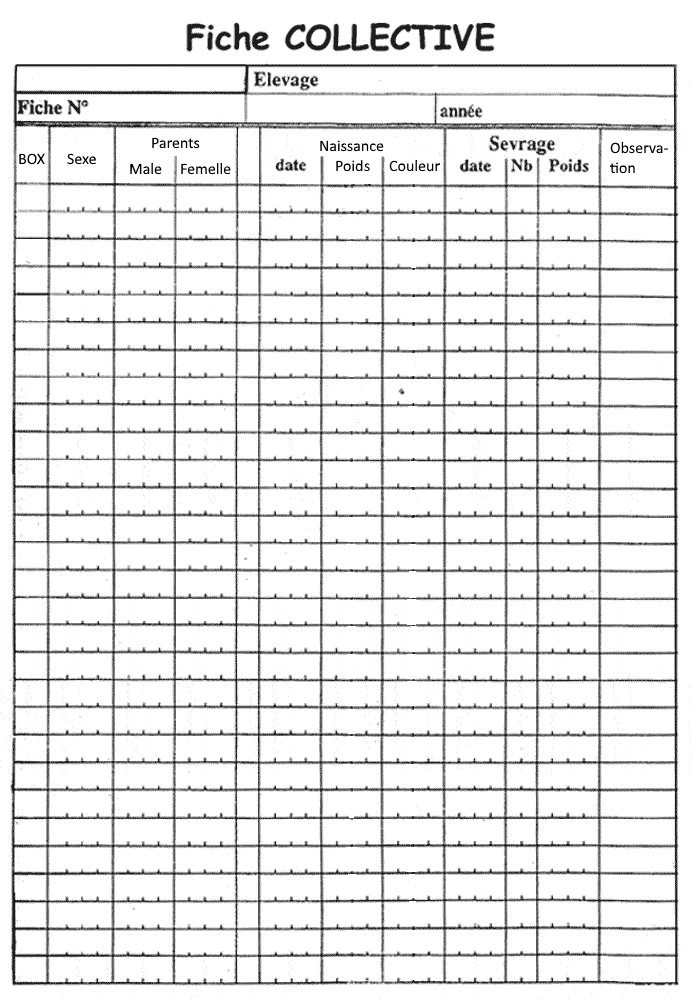 Fiche COLLECTIVE
Elevage
Fiche N°
année
BOX
Sexe
Parents
Male
Femelle
Naissance
date
Poids
Couleur
Sevrage
date
Nb
Poids
Observa-
tion